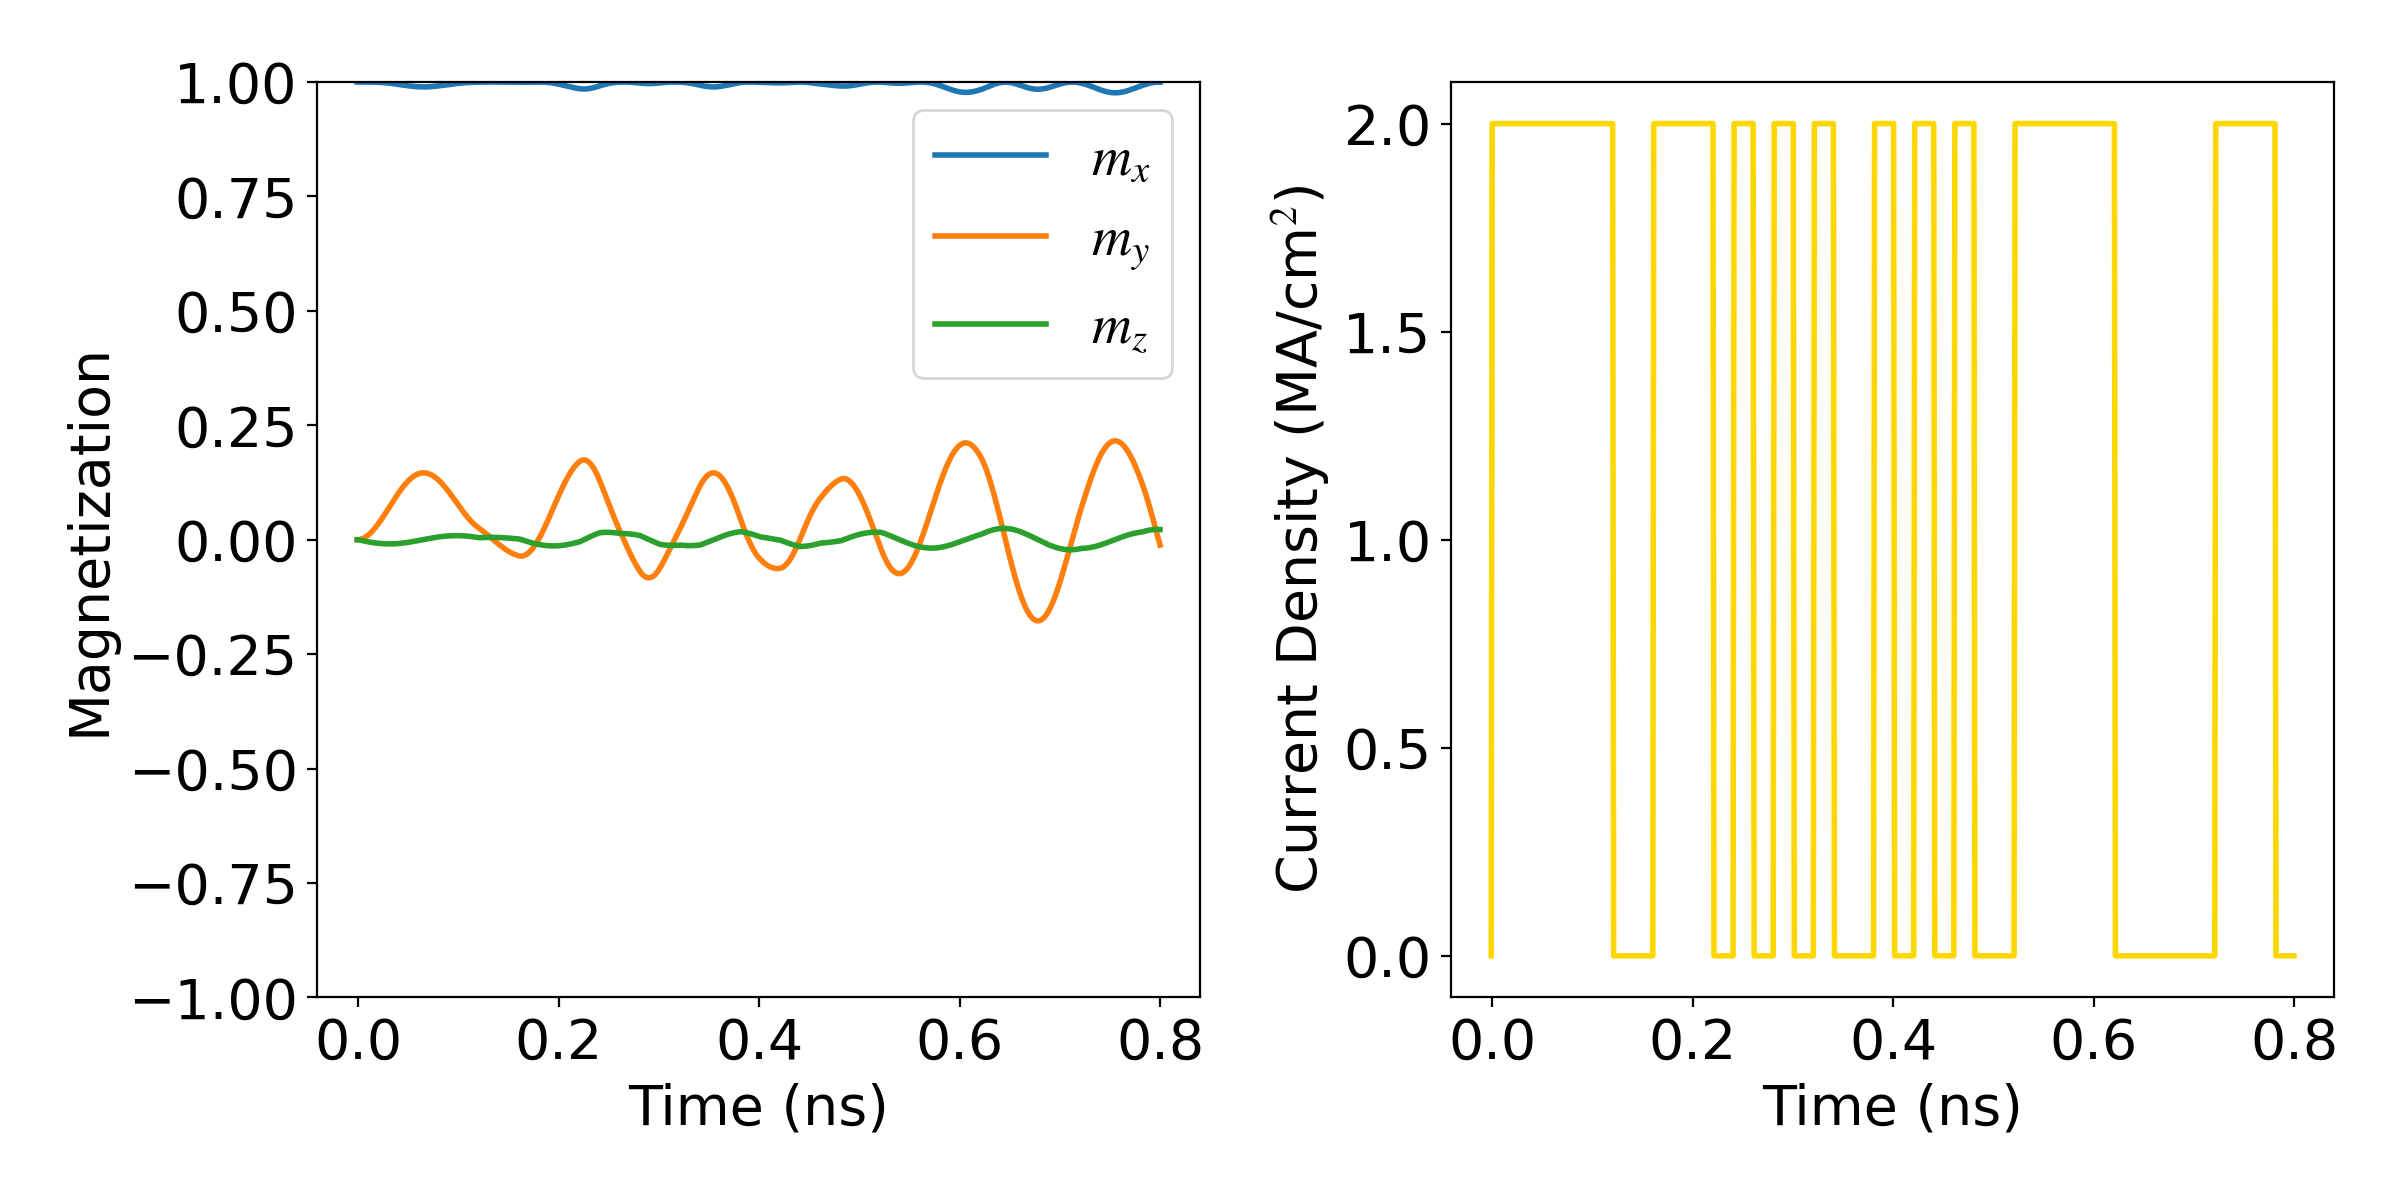 1.00
0.75
0.50
0.25
0.00
−0.25
−0.50
−0.75
−1.00
Magnetization
0.0 0.2 0.4 0.6 0.8
Time (ns)
m_x
m_y
m_z
2.0
1.5
1.0
0.5
0.0
Current Density (MA/cm²)
0.0 0.2 0.4 0.6 0.8
Time (ns)